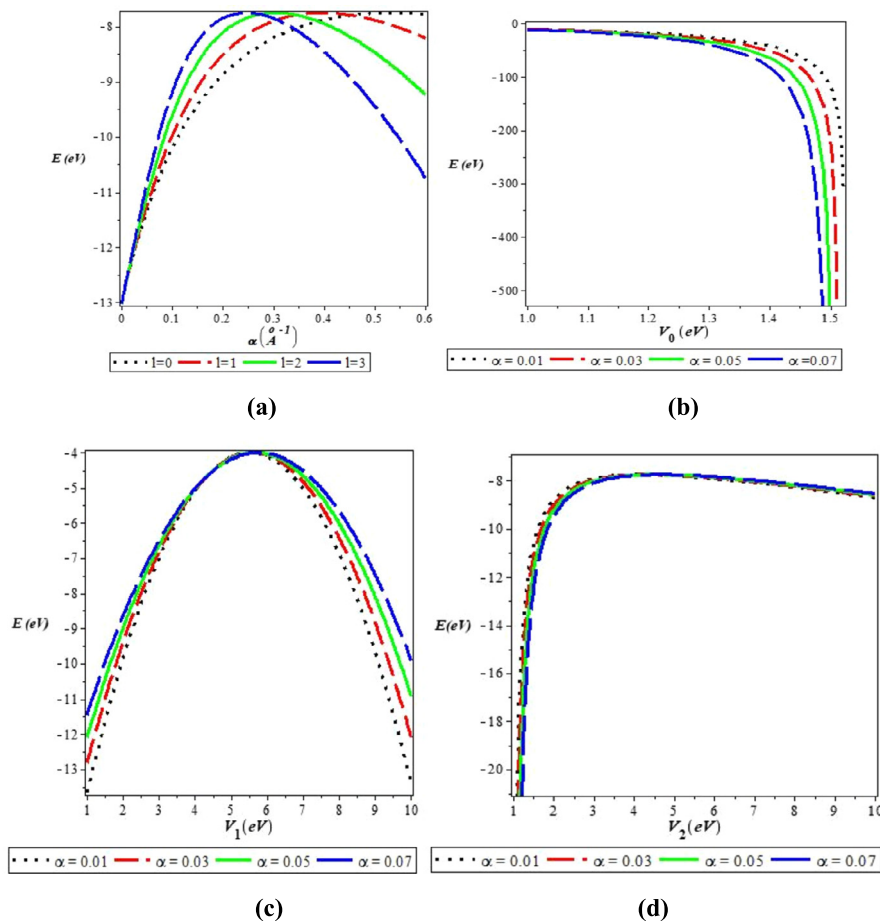 -8
-9
-10
E (eV)
-11
-12
-13
0 0.1 0.2 0.3 0.4 0.5 0.6
α (A° -1)
l=0 l=1 l=2 l=3
(a)
0
-100
-200
E (eV)
-300
-400
-500
1.0 1.1 1.2 1.3 1.4 1.5
V0 (eV)
α = 0.01 α = 0.03 α = 0.05 α =0.07
(b)
-4
-5
-6
-7
-8
E (eV)
-9
-10
-11
-12
-13
1 2 3 4 5 6 7 8 9 10
V1 (eV)
α = 0.01 α = 0.03 α = 0.05 α = 0.07
(c)
-8
-10
-12
E(eV)
-14
-16
-18
-20
1 2 3 4 5 6 7 8 9 10
V2 (eV)
α = 0.01 α = 0.03 α = 0.05 α = 0.07
(d)